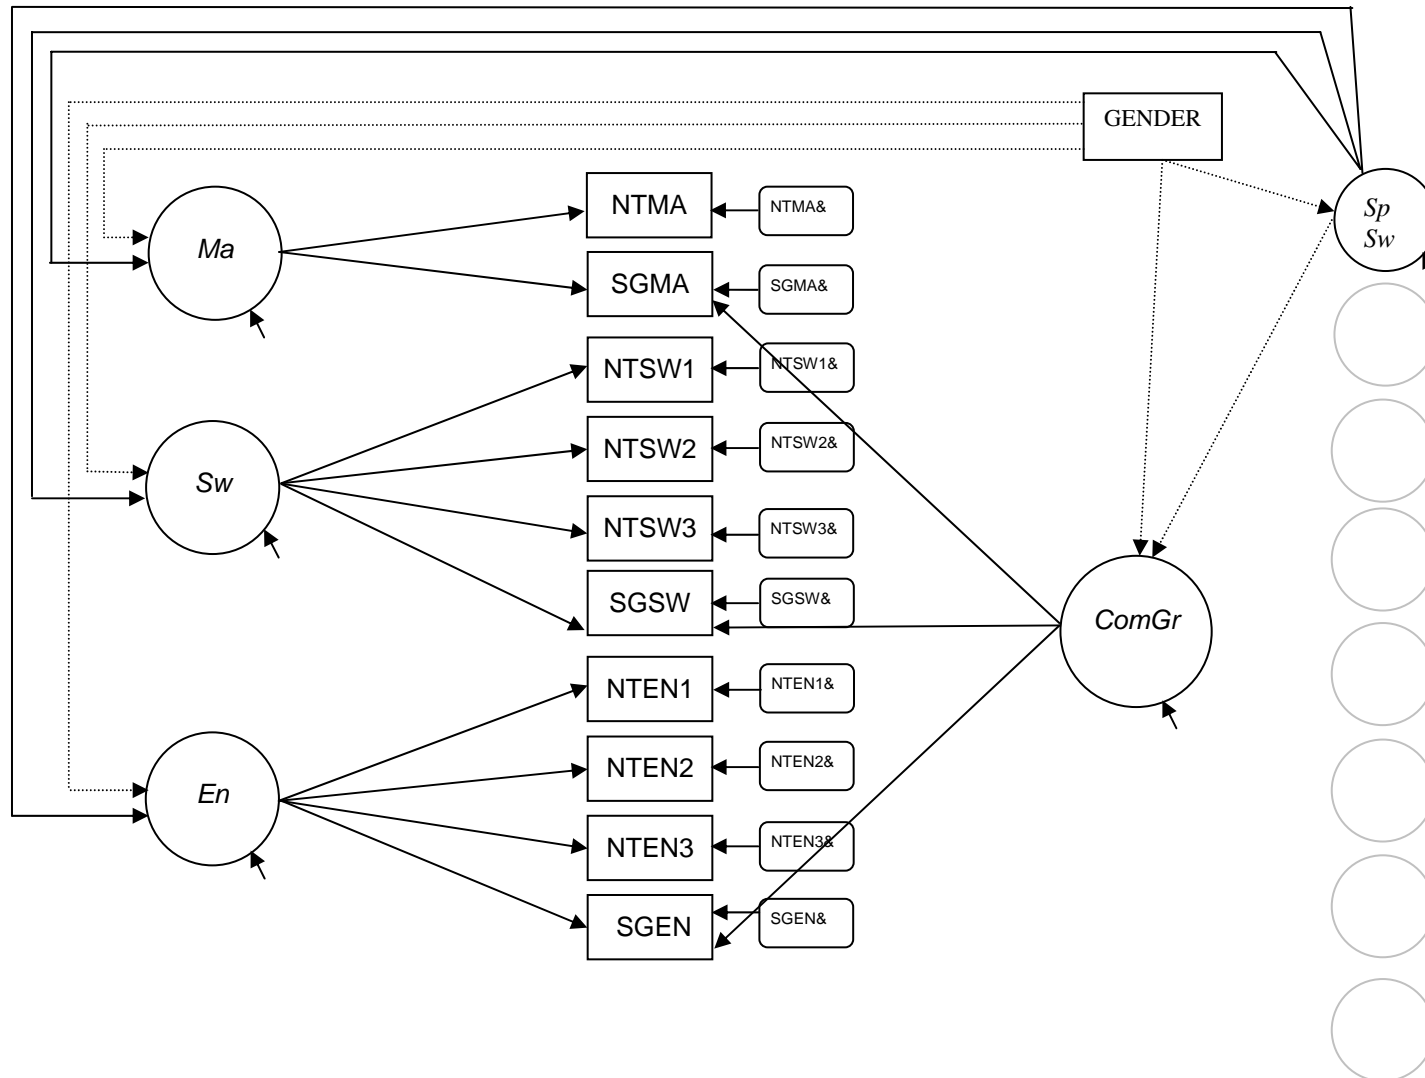 GENDER
NTMA
NTMA&
Sp
Sw
Ma
SGMA
SGMA&
NTSW1
NTSW1&
NTSW2
NTSW2&
Sw
NTSW3
NTSW3&
SGSW
SGSW&
ComGr
NTEN1
NTEN1&
NTEN2
NTEN2&
En
NTEN3
NTEN3&
SGEN
SGEN&